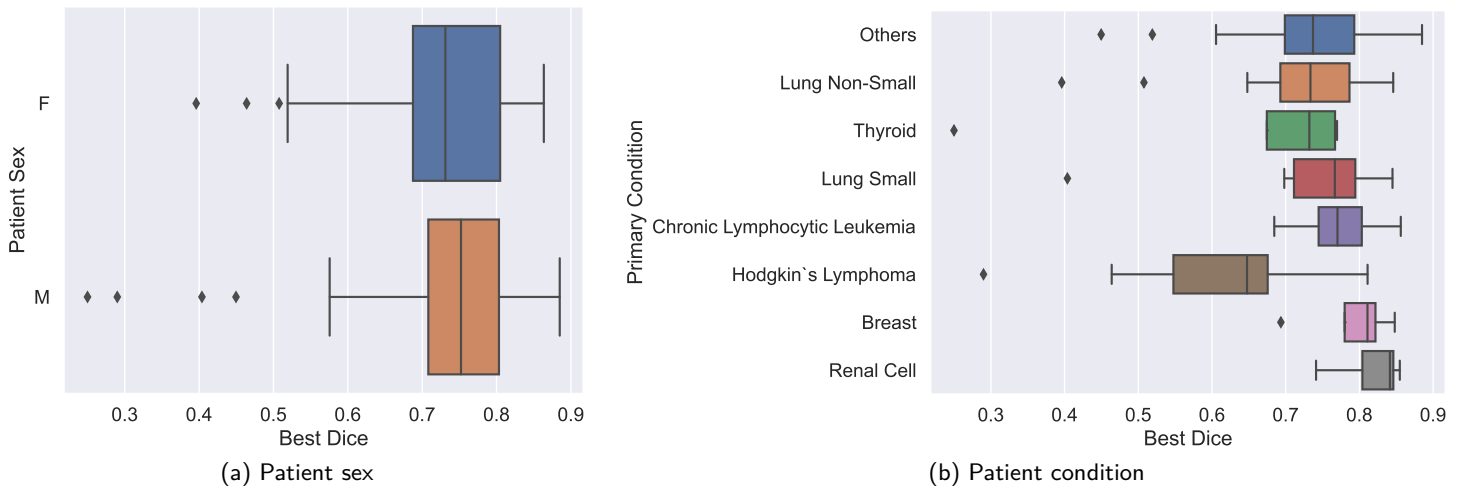 Patient Sex
F
M
0.3 0.4 0.5 0.6 0.7 0.8 0.9
Best Dice
(a) Patient sex
Primary Condition
Others
Lung Non-Small
Thyroid
Lung Small
Chronic Lymphocytic Leukemia
Hodgkin`s Lymphoma
Breast
Renal Cell
0.3 0.4 0.5 0.6 0.7 0.8 0.9
Best Dice
(b) Patient condition